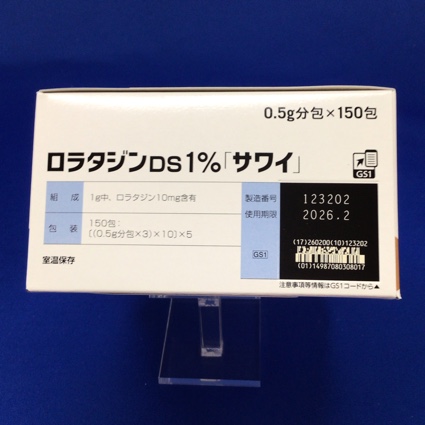 0.5g分包×150包
ロラタジンDS1%「サワイ」
GS1
組成 1g中、ロラタジン10mg含有
包装 150包：
[(0.5g分包×3)×10]×5
室温保存
製造番号 123202
使用期限 2026.2
GS1
(17)260200(10)123202
(01)14987080308017
注意事項等情報はGS1コードから▲